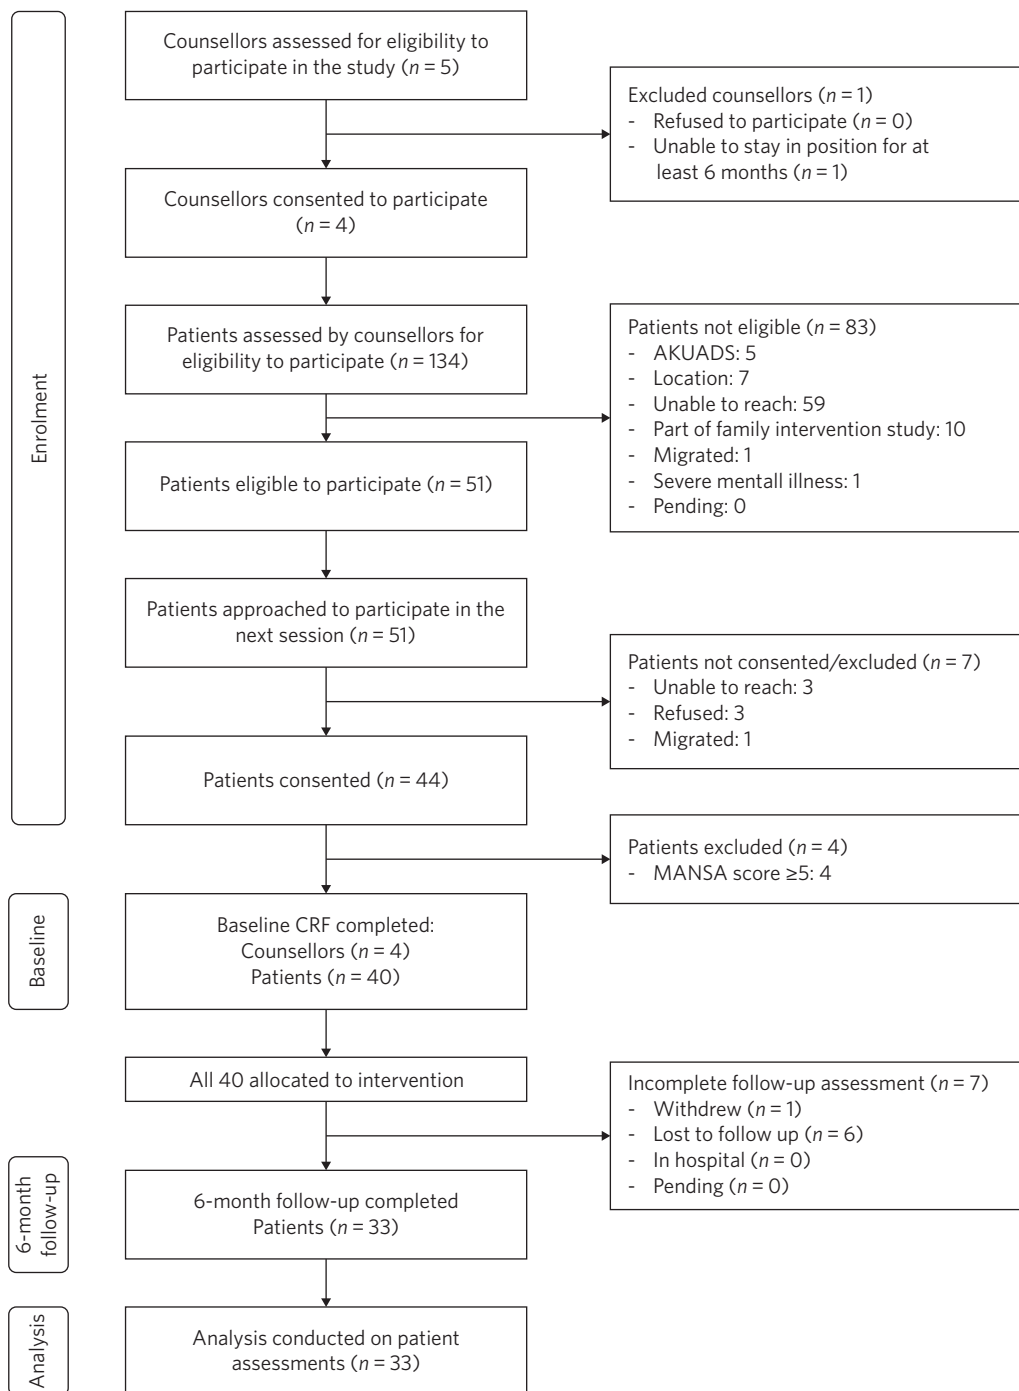 Enrolment
Counsellors assessed for eligibility to
participate in the study (n = 5)
Excluded counsellors (n = 1)
- Refused to participate (n = 0)
- Unable to stay in position for at
least 6 months (n = 1)
Counsellors consented to participate
(n = 4)
Patients assessed by counsellors for
eligibility to participate (n = 134)
Patients not eligible (n = 83)
- AKUADS: 5
- Location: 7
- Unable to reach: 59
- Part of family intervention study: 10
- Migrated: 1
- Severe mentall illness: 1
- Pending: 0
Patients eligible to participate (n = 51)
Patients approached to participate in the
next session (n = 51)
Patients not consented/excluded (n = 7)
- Unable to reach: 3
- Refused: 3
- Migrated: 1
Patients consented (n = 44)
Patients excluded (n = 4)
- MANSA score ≥5: 4
Baseline
Baseline CRF completed:
Counsellors (n = 4)
Patients (n = 40)
All 40 allocated to intervention
Incomplete follow-up assessment (n = 7)
- Withdrew (n = 1)
- Lost to follow up (n = 6)
- In hospital (n = 0)
- Pending (n = 0)
6-month
follow-up
6-month follow-up completed
Patients (n = 33)
Analysis
Analysis conducted on patient
assessments (n = 33)